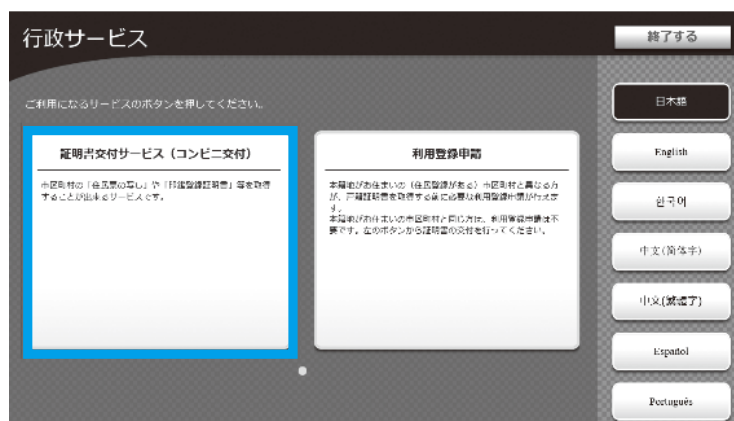 行政サービス
終了する
ご利用になるサービスのボタンを押してください。
証明書交付サービス（コンビニ交付）
市区町村の「住民票の写し」や「印鑑登録証明書」等を取得
することが出来るサービスです。
利用登録申請
本籍地がお住まいの（住民登録がある）市区町村と異なる方
が、戸籍証明書を取得する前に必要な利用登録申請が行えま
す。
本籍地がお住まいの市区町村と同じ方は、利用登録申請は不
要です。左のボタンから証明書の交付を行ってください。
日本語
English
한국어
中文(简体字)
中文(繁體字)
Español
Português